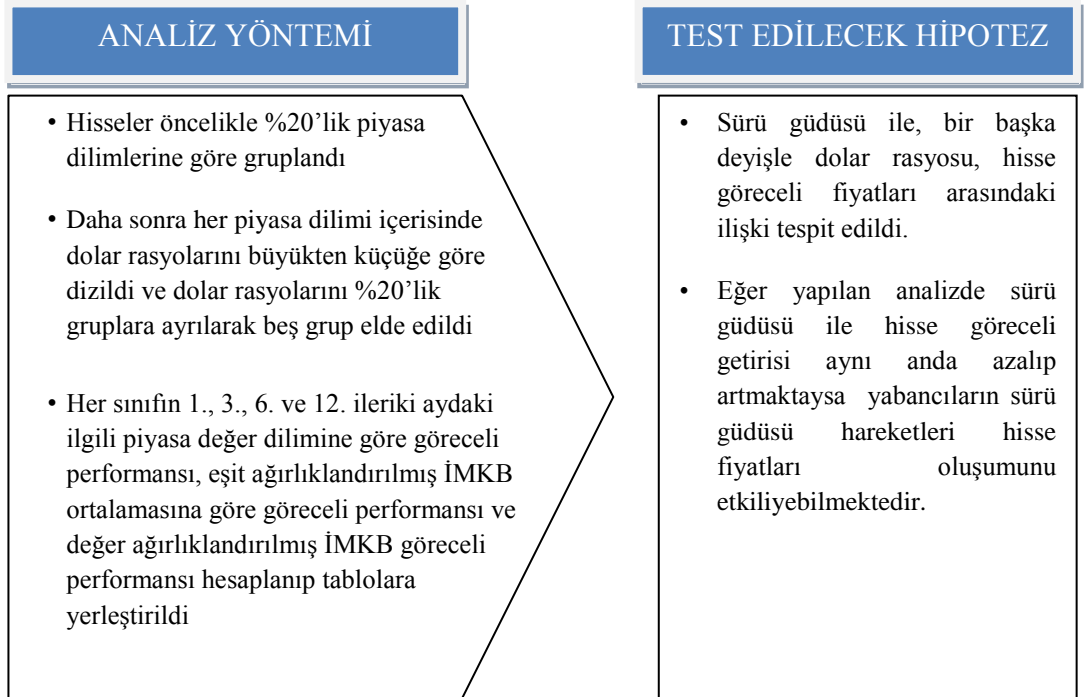 ANALİZ YÖNTEMİ
• Hisseler öncelikle %20’lik piyasa
dilimlerine göre gruplandı
• Daha sonra her piyasa dilimi içerisinde
dolar rasyolarını büyükten küçüğe göre
dizildi ve dolar rasyolarını %20’lik
gruplara ayrılarak beş grup elde edildi
• Her sınıfın 1., 3., 6. ve 12. ileriki aydaki
ilgili piyasa değer dilimine göre göreceli
performansı, eşit ağırlıklandırılmış İMKB
ortalamasına göre göreceli performansı ve
değer ağırlıklandırılmış İMKB göreceli
performansı hesaplanıp tablolara
yerleştirildi
TEST EDİLECEK HİPOTEZ
• Sürü güdüsü ile, bir başka
deyişle dolar rasyosu, hisse
göreceli fiyatları arasındaki
ilişki tespit edildi.
• Eğer yapılan analizde sürü
güdüsü ile hisse göreceli
getirisi aynı anda azalıp
artmaktaysa yabancıların sürü
güdüsü hareketleri hisse
fiyatları oluşumunu
etkiliyebilmektedir.